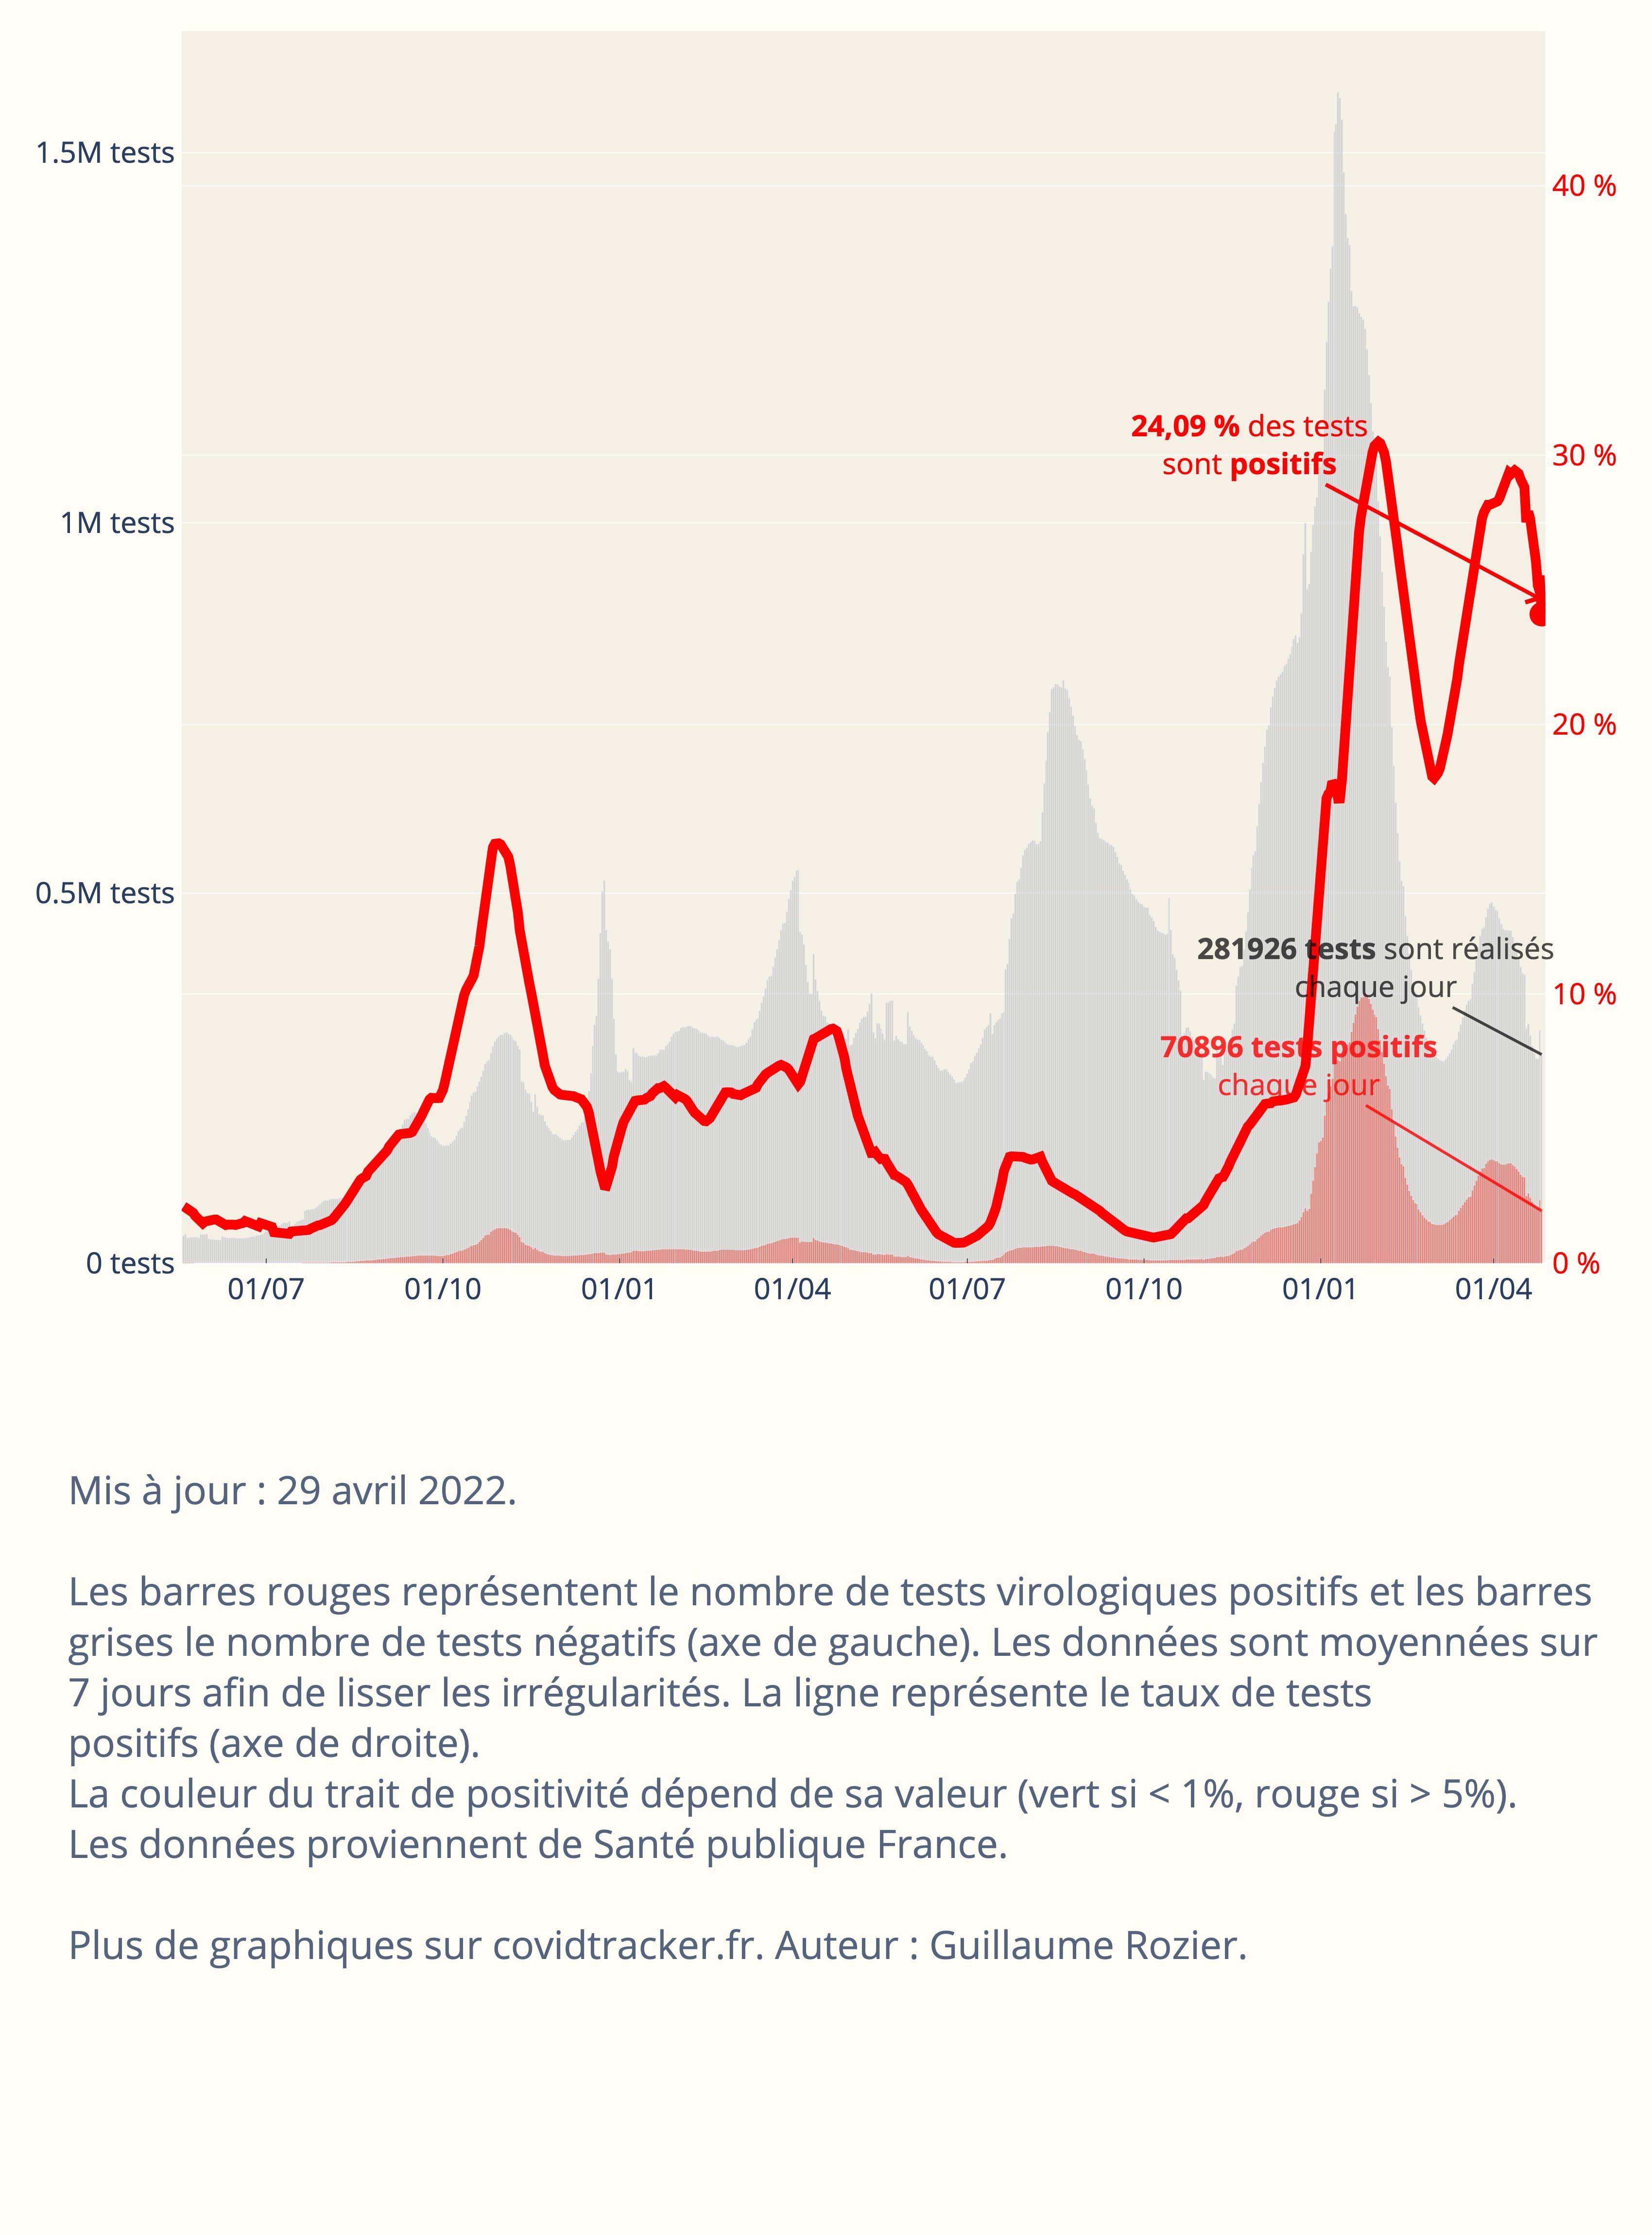 1.5M tests
40 %
24,09 % des tests
sont positifs
30 %
1M tests
20 %
0.5M tests
281926 tests sont réalisés
chaque jour
10 %
70896 tests positifs
chaque jour
0 tests
0 %
01/07
01/10
01/01
01/04
01/07
01/10
01/01
01/04
Mis à jour : 29 avril 2022.
Les barres rouges représentent le nombre de tests virologiques positifs et les barres
grises le nombre de tests négatifs (axe de gauche). Les données sont moyennées sur
7 jours afin de lisser les irrégularités. La ligne représente le taux de tests
positifs (axe de droite).
La couleur du trait de positivité dépend de sa valeur (vert si < 1%, rouge si > 5%).
Les données proviennent de Santé publique France.
Plus de graphiques sur covidtracker.fr. Auteur : Guillaume Rozier.